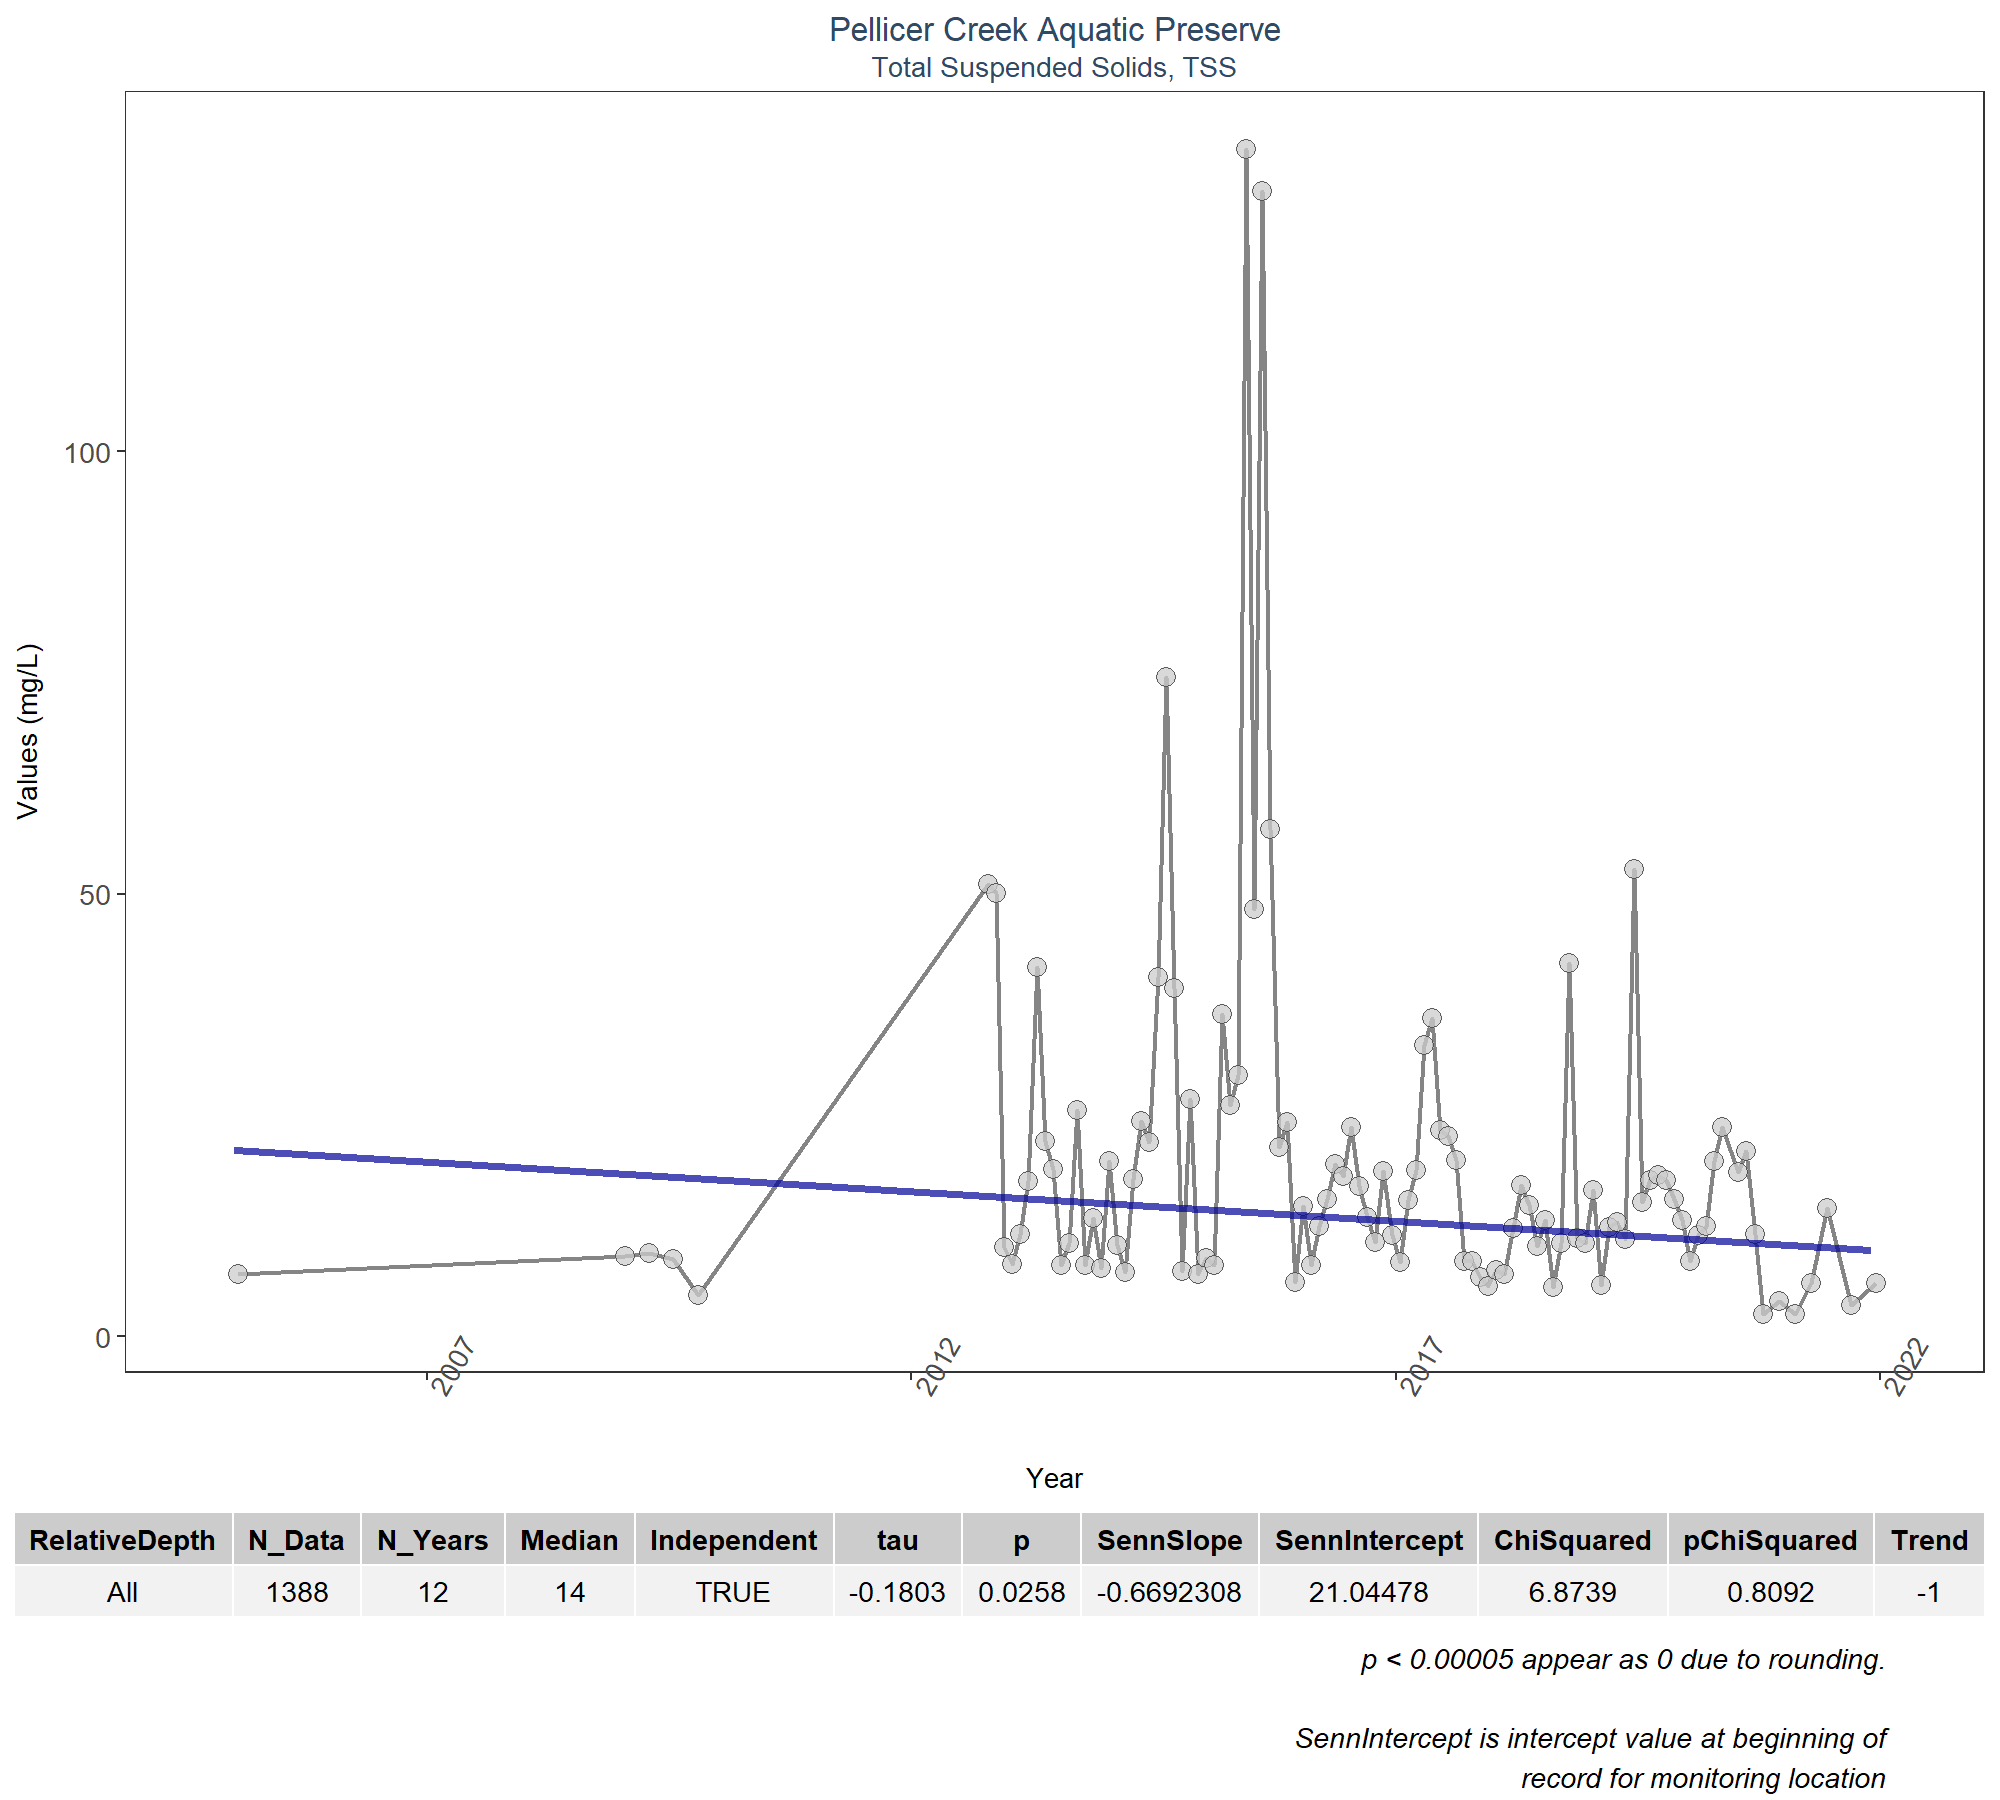 Pellicer Creek Aquatic Preserve
Total Suspended Solids, TSS
Values (mg/L)
100
50
0
2007 2012 2017 2022
Year
RelativeDepth N_Data N_Years Median Independent tau p SennSlope SennIntercept ChiSquared pChiSquared Trend
All 1388 12 14 TRUE -0.1803 0.0258 -0.6692308 21.04478 6.8739 0.8092 -1
p < 0.00005 appear as 0 due to rounding.
SennIntercept is intercept value at beginning of
record for monitoring location